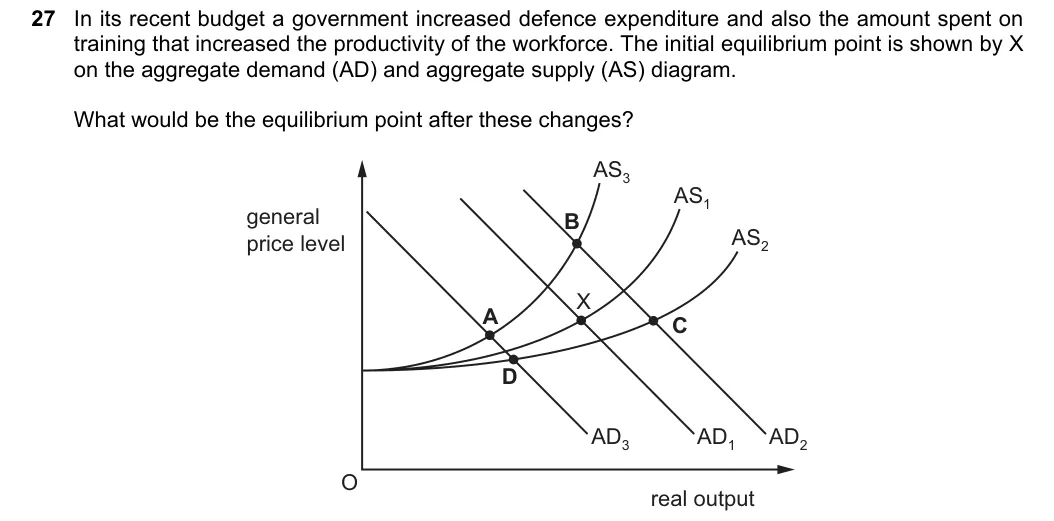 27 In its recent budget a government increased defence expenditure and also the amount spent on
training that increased the productivity of the workforce. The initial equilibrium point is shown by X
on the aggregate demand (AD) and aggregate supply (AS) diagram.
What would be the equilibrium point after these changes?
AS₃
AS₁
general
price level
B
AS₂
X
A
C
D
AD₃
AD₁
AD₂
O
real output